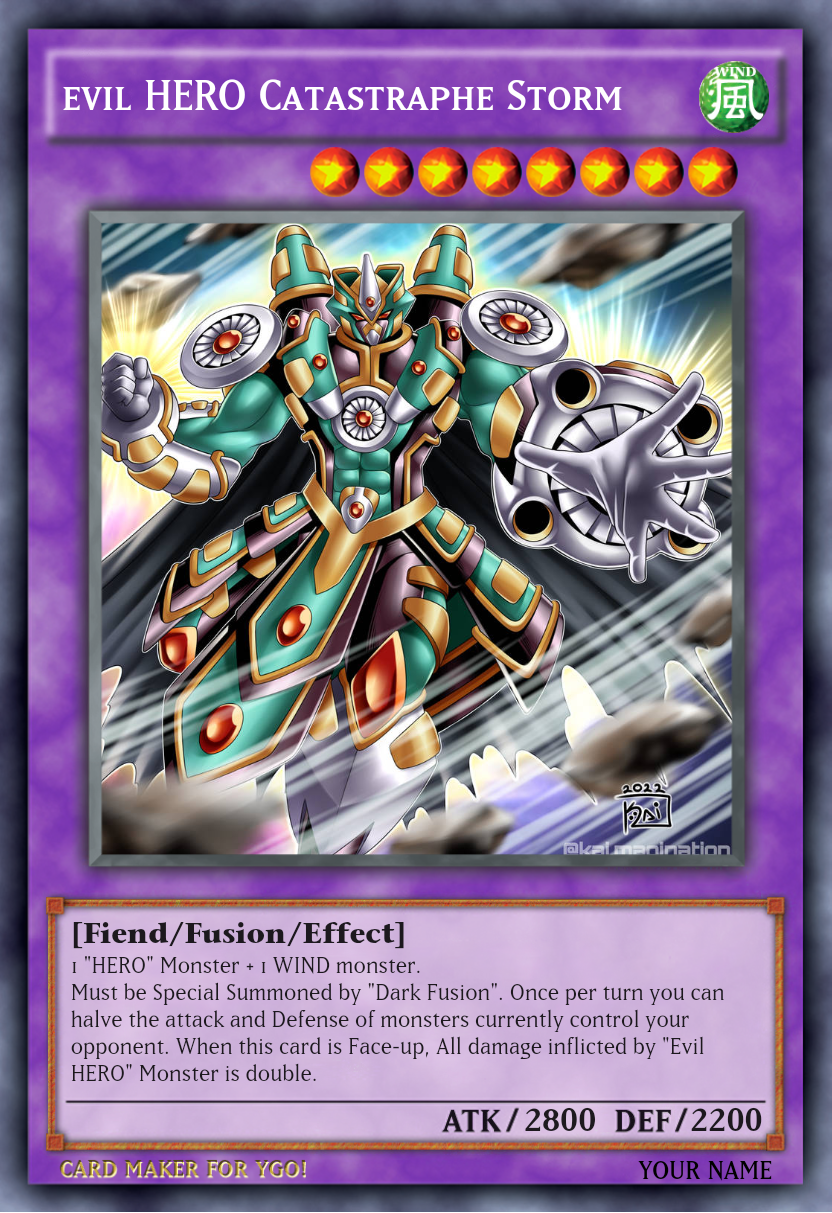 evil HERO Catastraphe Storm
WIND
風
2022
KAI
@kalmanination
[Fiend/Fusion/Effect]
1 "HERO" Monster + 1 WIND monster.
Must be Special Summoned by "Dark Fusion". Once per turn you can
halve the attack and Defense of monsters currently control your
opponent. When this card is Face-up, All damage inflicted by "Evil
HERO" Monster is double.
ATK/2800 DEF/2200
CARD MAKER FOR YGO!
YOUR NAME